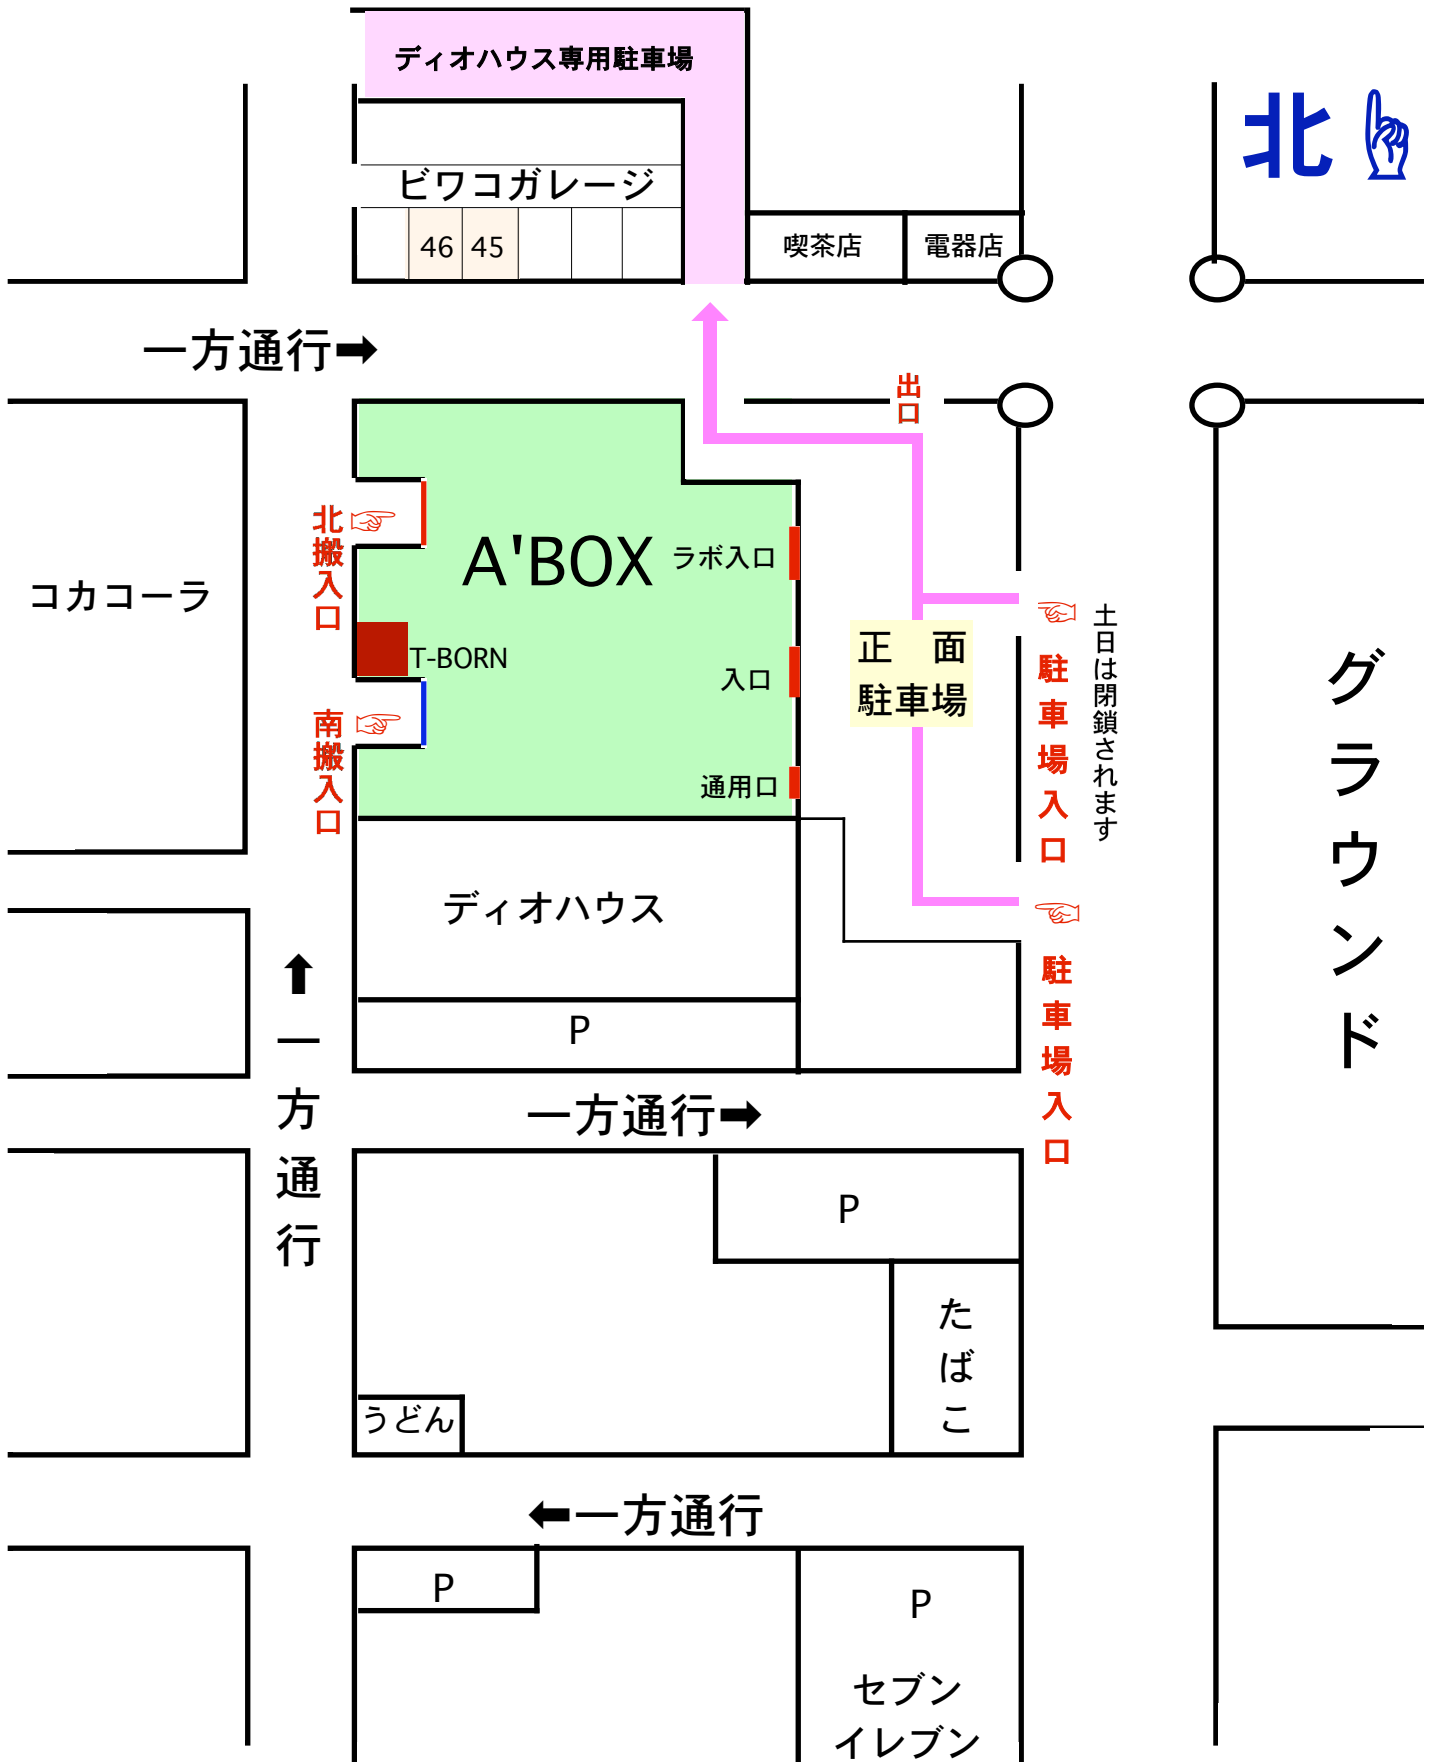 ディオハウス専用駐車場
北
ビワコガレージ
46
45
喫茶店
電器店
一方通行➡
出口
北搬入口
A'BOX
ラボ入口
コカコーラ
T-BORN
入口
正　面
駐車場
駐車場入口
土日は閉鎖されます
グラウンド
南搬入口
通用口
ディオハウス
駐車場入口
P
⬆一方通行
一方通行➡
P
たばこ
うどん
⬅一方通行
P
P
セブン
イレブン